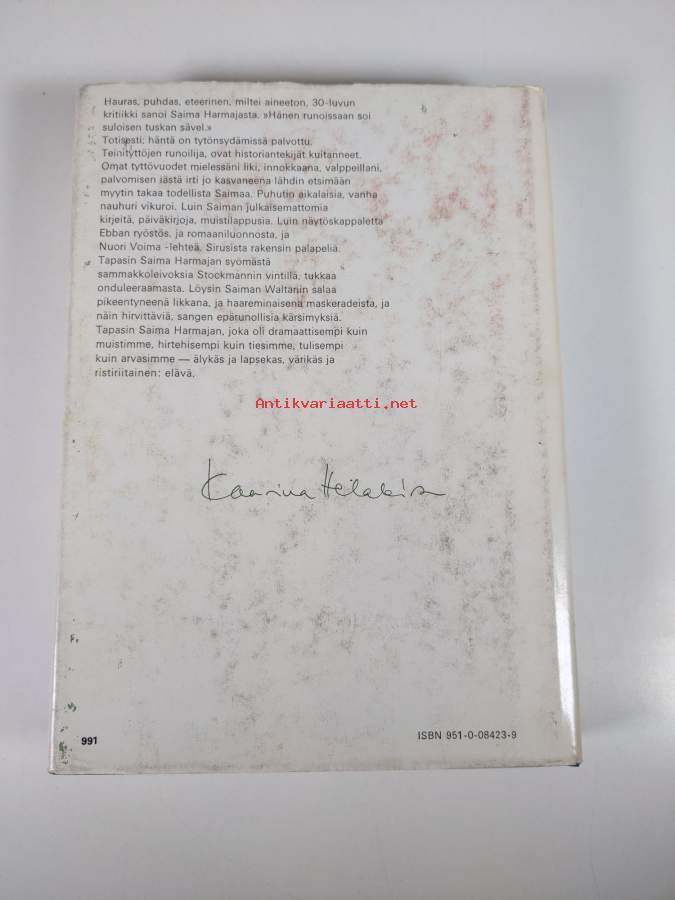 Hauras, puhdas, eteerinen, miltei aineeton, 30-luvun
kritiikki sanoi Saima Harmajasta. »Hänen runoissaan soi
suloisen tuskan sävel.»
Totisesti: häntä on tytönsydämissä palvottu.
Teinityttöjen runoilija, ovat historiantekijät kuitanneet.
Omat tyttövuodet mielessäni liki, innokkaana, valppeillani,
palvomisen iästä irti jo kasvaneena lähdin etsimään
myytin takaa todellista Saimaa. Puhutin aikalaisia, vanha
nauhuri vikuroi. Luin Saiman julkaisemattomia
kirjeitä, päiväkirjoja, muistilappusia. Luin näytöskappaletta
Ebban ryöstös, ja romaaniluonnosta, ja
Nuori Voima -lehteä. Sirusista rakensin palapeliä.
Tapasin Saima Harmajan syömästä
sammakkoleivoksia Stockmannin vintillä, tukkaa
onduleeraamasta. Löysin Saiman Waltarin salaa
pikeentyneenä likkana, ja haareminaisena maskeradeista, ja
näin hirvittäviä, sangen epärunollisia kärsimyksiä.
Tapasin Saima Harmajan, joka oli dramaattisempi kuin
muistimme, hirtehisempi kuin tiesimme, tulisempi
kuin arvasimme — älykäs ja lapsekas, värikäs ja
ristiriitainen: elävä.
Antikvariaatti.net
Kaarina Helakisa
991
ISBN 951-0-08423-9